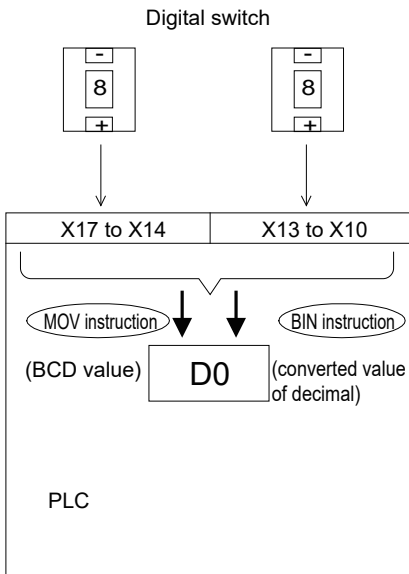 Digital switch
- -
8 8
+ +
X17 to X14 X13 to X10
MOV instruction BIN instruction
(BCD value) D0 (converted value
of decimal)
PLC